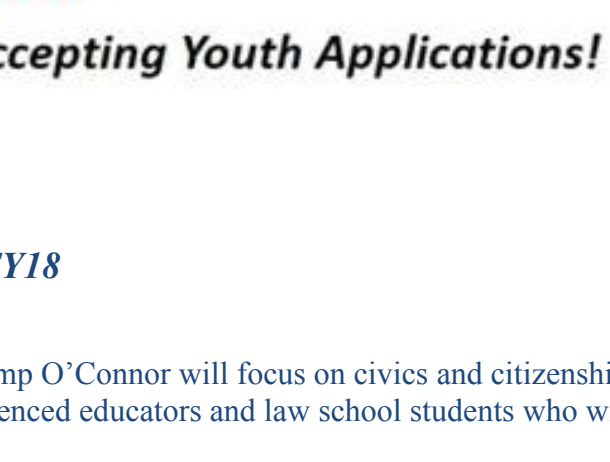 ccepting Youth Applications!
Y18
mp O’Connor will focus on civics and citizenshi
enced educators and law school students who w